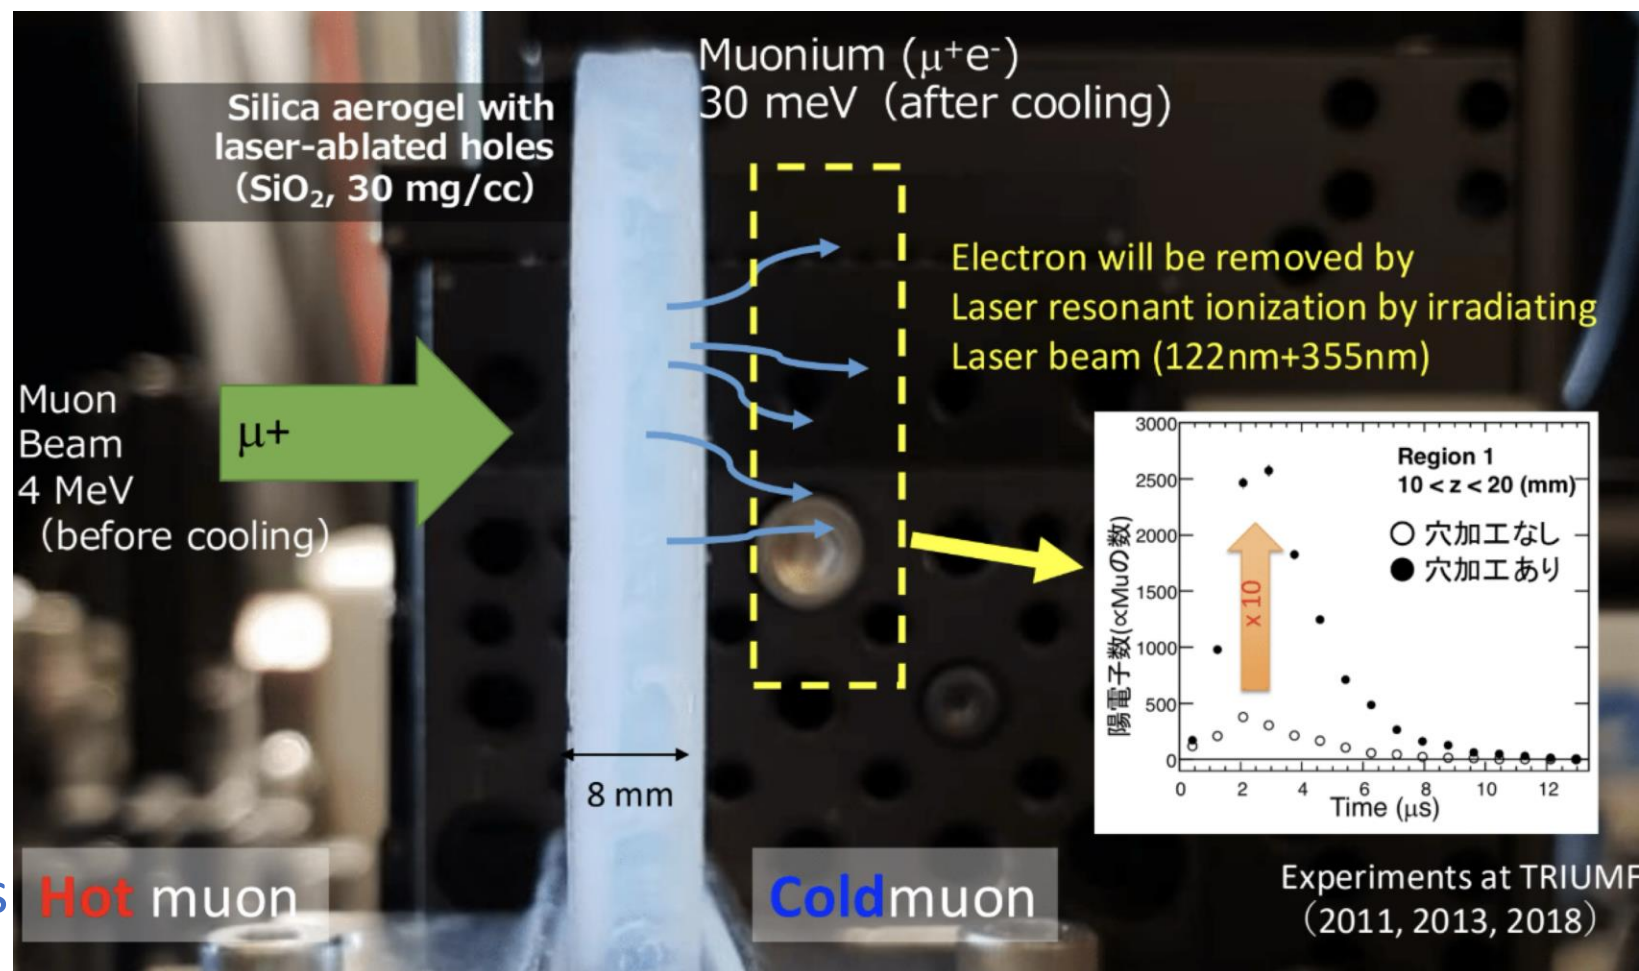 Muonium (μ⁺e⁻)
30 meV（after cooling）
Silica aerogel with
laser-ablated holes
（SiO₂, 30 mg/cc）
Electron will be removed by
Laser resonant ionization by irradiating
Laser beam (122nm+355nm)
Muon
Beam
4 MeV
（before cooling）
μ+
8 mm
Region 1
10 < z < 20 (mm)
穴加工なし
穴加工あり
x 10
陽電子数(∝Muの数)
3000
2500
2000
1500
1000
500
0
0 2 4 6 8 10 12
Time (μs)
s
Hot muon
Coldmuon
Experiments at TRIUMF
（2011, 2013, 2018）